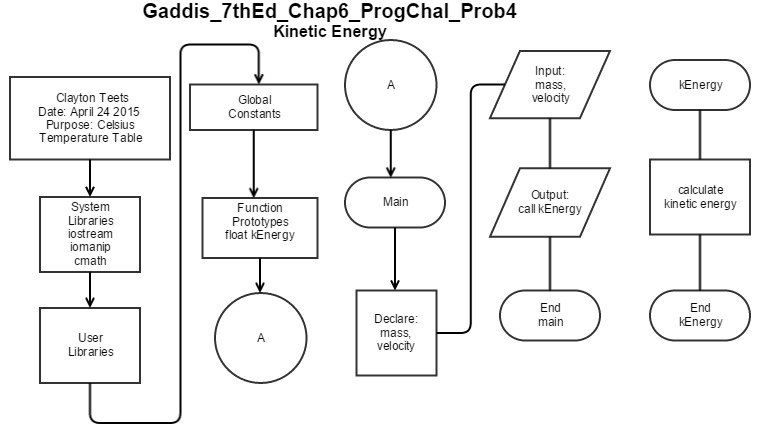 Gaddis_7thEd_Chap6_ProgChal_Prob4
Kinetic Energy
Clayton Teets
Date: April 24 2015
Purpose: Celsius
Temperature Table
System
Libraries
iostream
iomanip
cmath
User
Libraries
Global
Constants
Function
Prototypes
float kEnergy
A
A
Main
Declare:
mass,
velocity
Input:
mass,
velocity
Output:
call kEnergy
End
main
kEnergy
calculate
kinetic energy
End
kEnergy